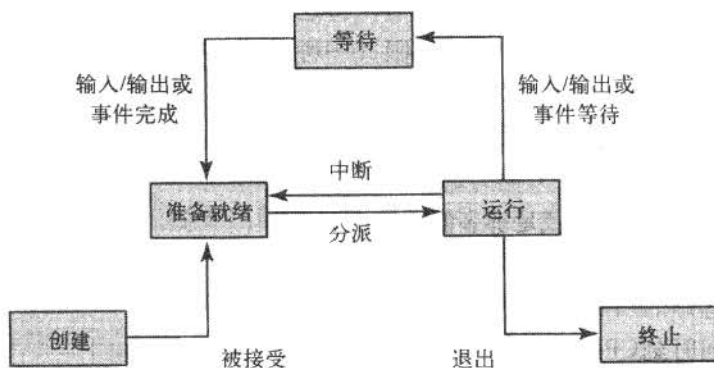 等待
输入/输出或
事件完成
输入/输出或
事件等待
中断
准备就绪
运行
分派
创建
被接受
退出
终止